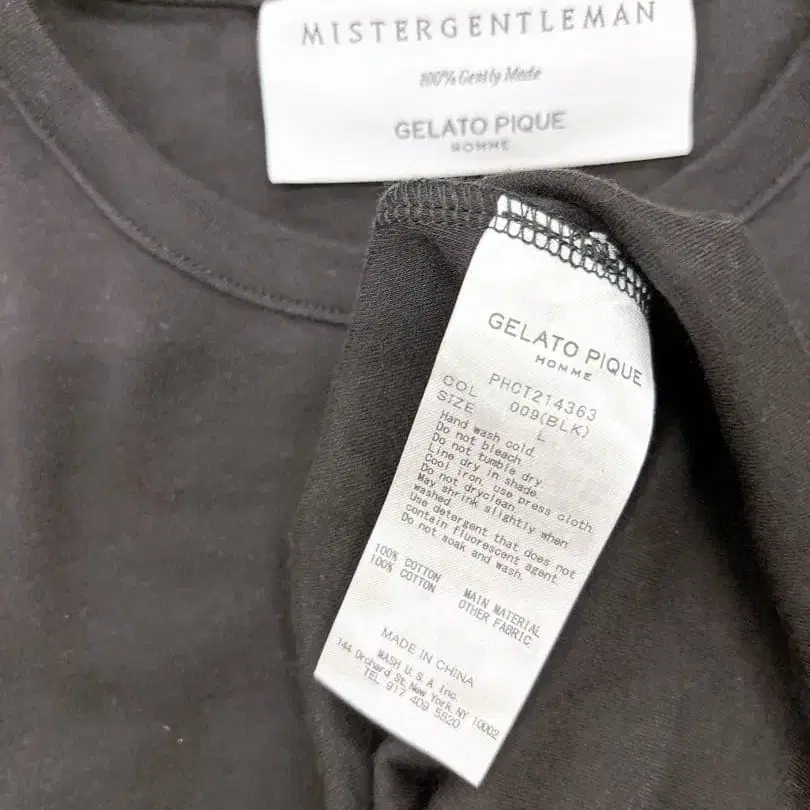 MISTERGENTLEMAN
100% Gently Made
GELATO PIQUE
HOMME
GELATO PIQUE
HOMME
PHCT214363
COL 009(BLK)
SIZE L
Hand wash cold.
Do not bleach.
Do not tumble dry.
Line dry in shade.
Cool iron, use press cloth.
Do not dryclean.
May shrink slightly when
washed.
Use detergent that does not
contain fluorescent agent.
Do not soak and wash.
100% COTTON MAIN MATERIAL
100% COTTON OTHER FABRIC
MADE IN CHINA
MASH U.S.A Inc.
144 Orchard St, New York NY 10002
TEL 917 409 5520